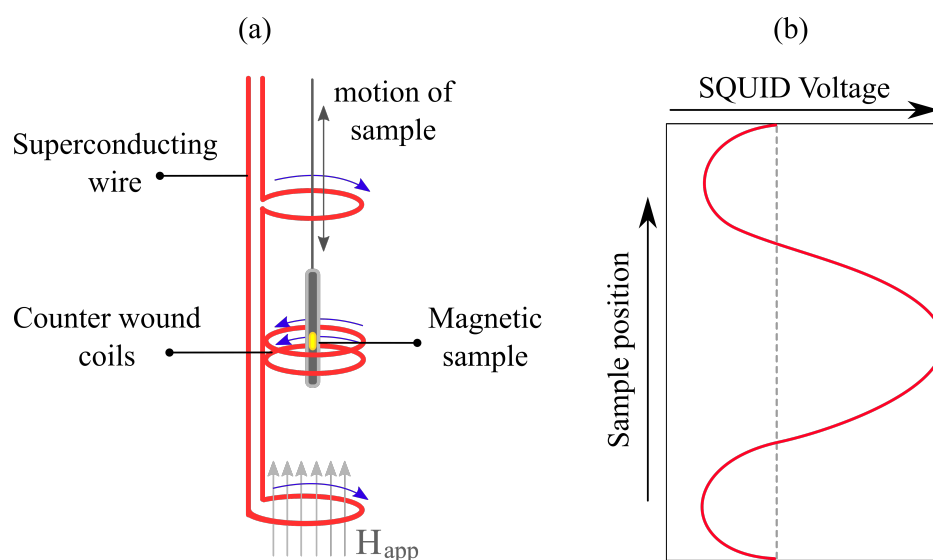 (a)
motion of
sample
Superconducting
wire
Counter wound
coils
Magnetic
sample
Happ
(b)
SQUID Voltage
Sample position